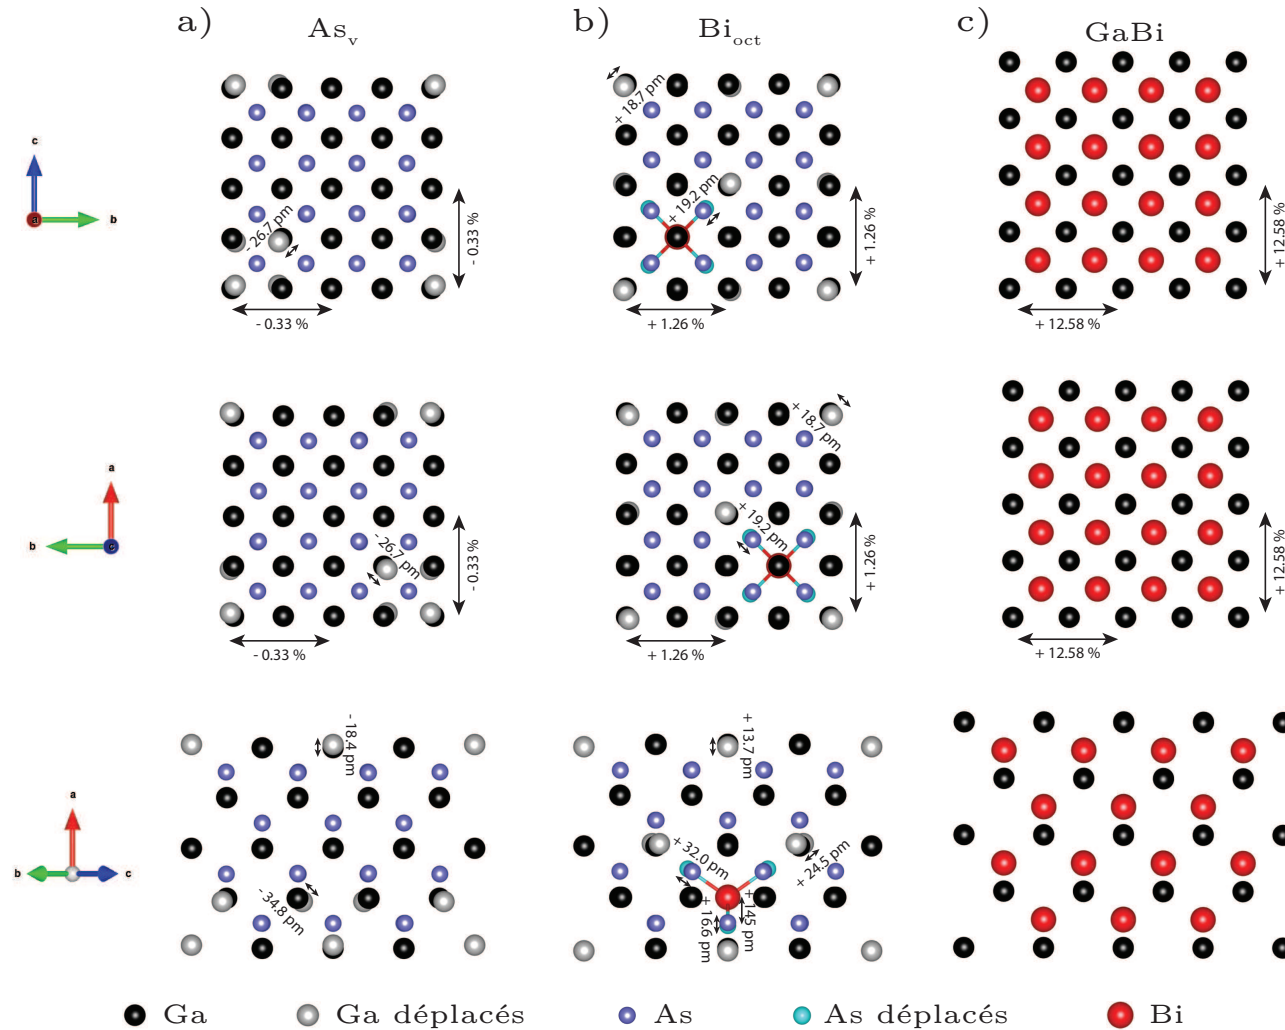 a)
As_v
b)
Bi_oct
c)
GaBi
c
a
b
- 26.7 pm
- 0.33 %
- 0.33 %
+ 18.7 pm
+ 19.2 pm
+ 1.26 %
+ 1.26 %
+ 12.58 %
+ 12.58 %
a
b
c
- 26.7 pm
- 0.33 %
- 0.33 %
+ 18.7 pm
+ 19.2 pm
+ 1.26 %
+ 1.26 %
+ 12.58 %
+ 12.58 %
a
b
c
- 18.4 pm
- 34.8 pm
+ 13.7 pm
+ 32.0 pm
+ 24.5 pm
+ 16.6 pm
+ 145 pm
Ga
Ga déplacés
As
As déplacés
Bi